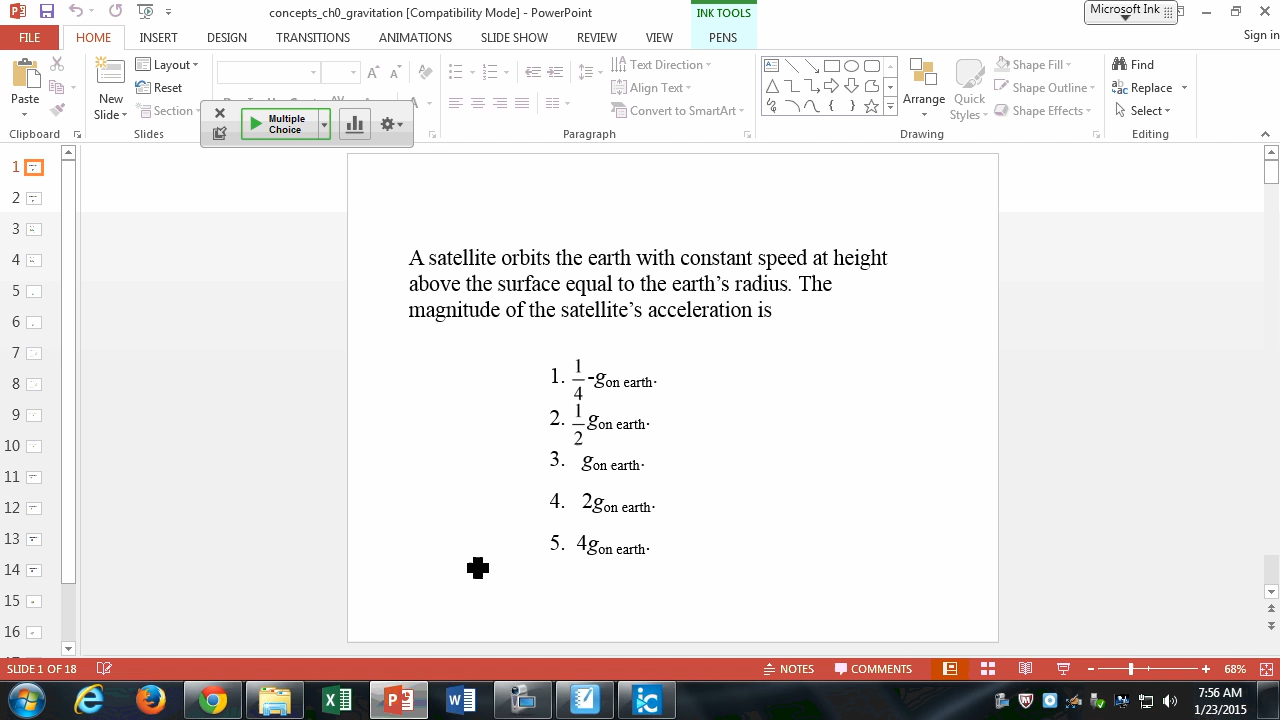 concepts_ch0_gravitation [Compatibility Mode] - PowerPoint
INK TOOLS
Microsoft Ink
FILE HOME INSERT DESIGN TRANSITIONS ANIMATIONS SLIDE SHOW REVIEW VIEW PENS
Sign in
Paste
Clipboard
New Slide
Layout
Reset
Section
Slides
Multiple Choice
Text Direction
Align Text
Convert to SmartArt
Paragraph
Arrange
Quick Styles
Shape Fill
Shape Outline
Shape Effects
Drawing
Find
Replace
Select
Editing
1
2
3
4
5
6
7
8
9
10
11
12
13
14
15
16
A satellite orbits the earth with constant speed at height
above the surface equal to the earth’s radius. The
magnitude of the satellite’s acceleration is
1. 1/4 -g on earth.
2. 1/2 g on earth.
3. g on earth.
4. 2g on earth.
5. 4g on earth.
SLIDE 1 OF 18
NOTES
COMMENTS
68%
7:56 AM
1/23/2015